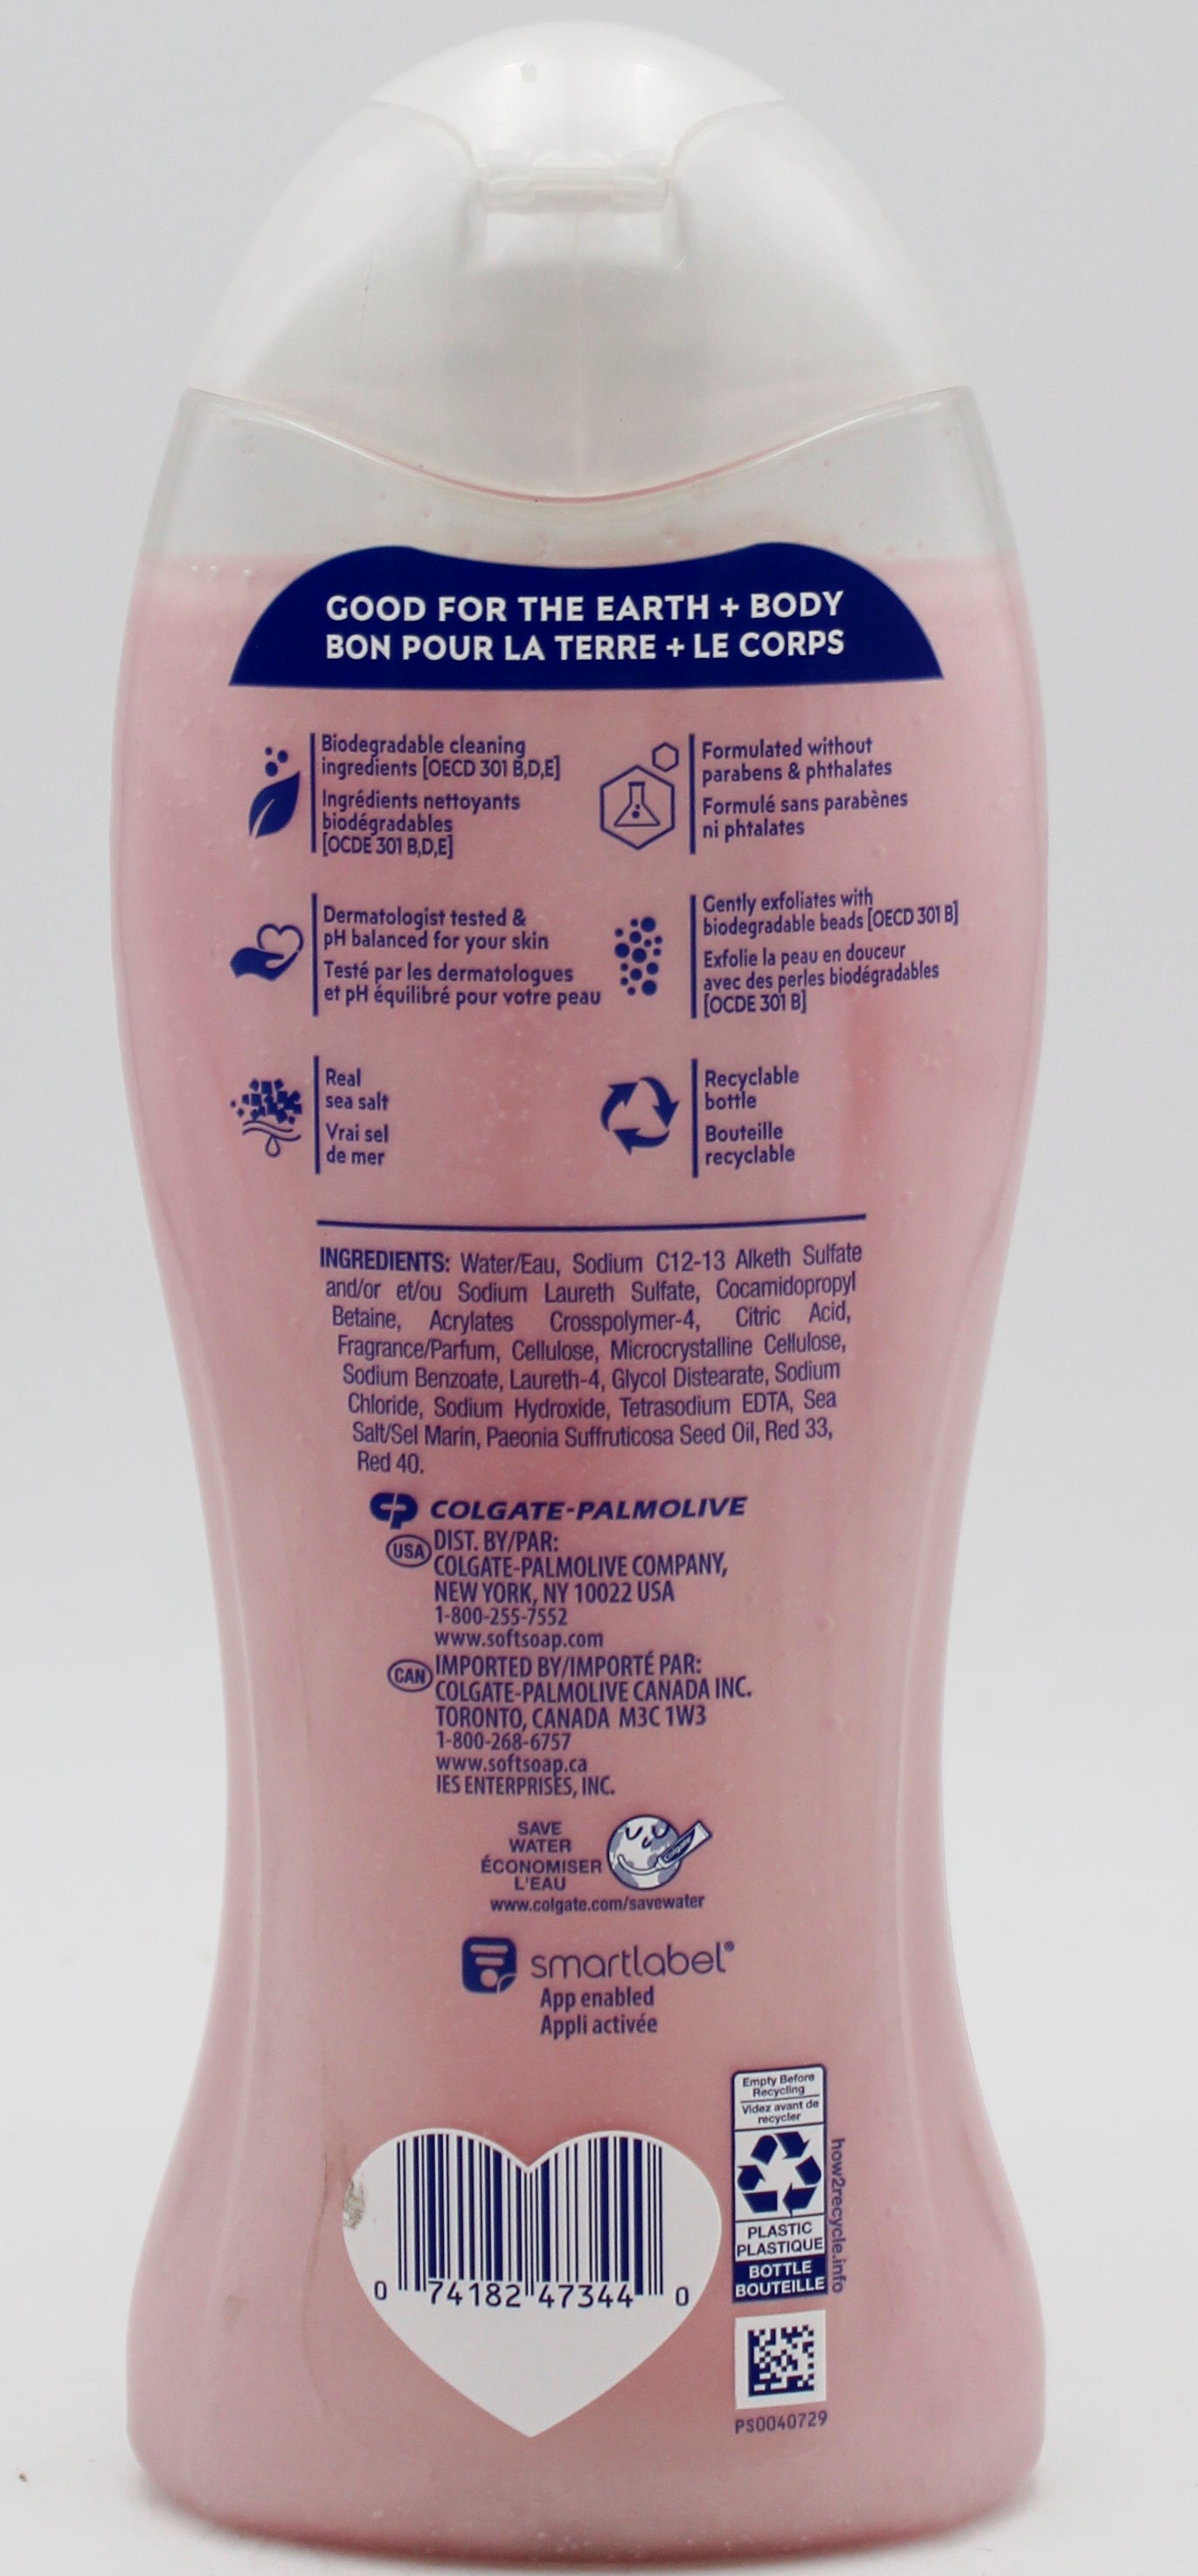 GOOD FOR THE EARTH + BODY
BON POUR LA TERRE + LE CORPS
Biodegradable cleaning
ingredients [OECD 301 B,D,E]
Ingrédients nettoyants
biodégradables
[OCDE 301 B,D,E]
Formulated without
parabens & phthalates
Formulé sans parabènes
ni phtalates
Dermatologist tested &
pH balanced for your skin
Testé par les dermatologues
et pH équilibré pour votre peau
Gently exfoliates with
biodegradable beads [OECD 301 B]
Exfolie la peau en douceur
avec des perles biodégradables
[OCDE 301 B]
Real
sea salt
Vrai sel
de mer
Recyclable
bottle
Bouteille
recyclable
INGREDIENTS: Water/Eau, Sodium C12-13 Alketh Sulfate
and/or et/ou Sodium Laureth Sulfate, Cocamidopropyl
Betaine, Acrylates Crosspolymer-4, Citric Acid,
Fragrance/Parfum, Cellulose, Microcrystalline Cellulose,
Sodium Benzoate, Laureth-4, Glycol Distearate, Sodium
Chloride, Sodium Hydroxide, Tetrasodium EDTA, Sea
Salt/Sel Marin, Paeonia Suffruticosa Seed Oil, Red 33,
Red 40.
CP COLGATE-PALMOLIVE
USA DIST. BY/PAR:
COLGATE-PALMOLIVE COMPANY,
NEW YORK, NY 10022 USA
1-800-255-7552
www.softsoap.com
CAN IMPORTED BY/IMPORTÉ PAR:
COLGATE-PALMOLIVE CANADA INC.
TORONTO, CANADA M3C 1W3
1-800-268-6757
www.softsoap.ca
IES ENTERPRISES, INC.
SAVE
WATER
ÉCONOMISER
L'EAU
Colgate
www.colgate.com/savewater
smartlabel®
App enabled
Appli activée
Empty Before
Recycling
Videz avant de
recycler
PLASTIC
PLASTIQUE
BOTTLE
BOUTEILLE
how2recycle.info
0 74182 47344 0
PS0040729